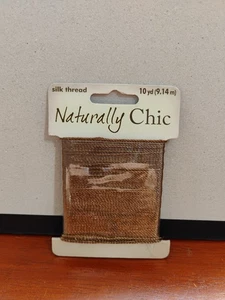 silk thread 10 yd (9.14 m)
Naturally Chic